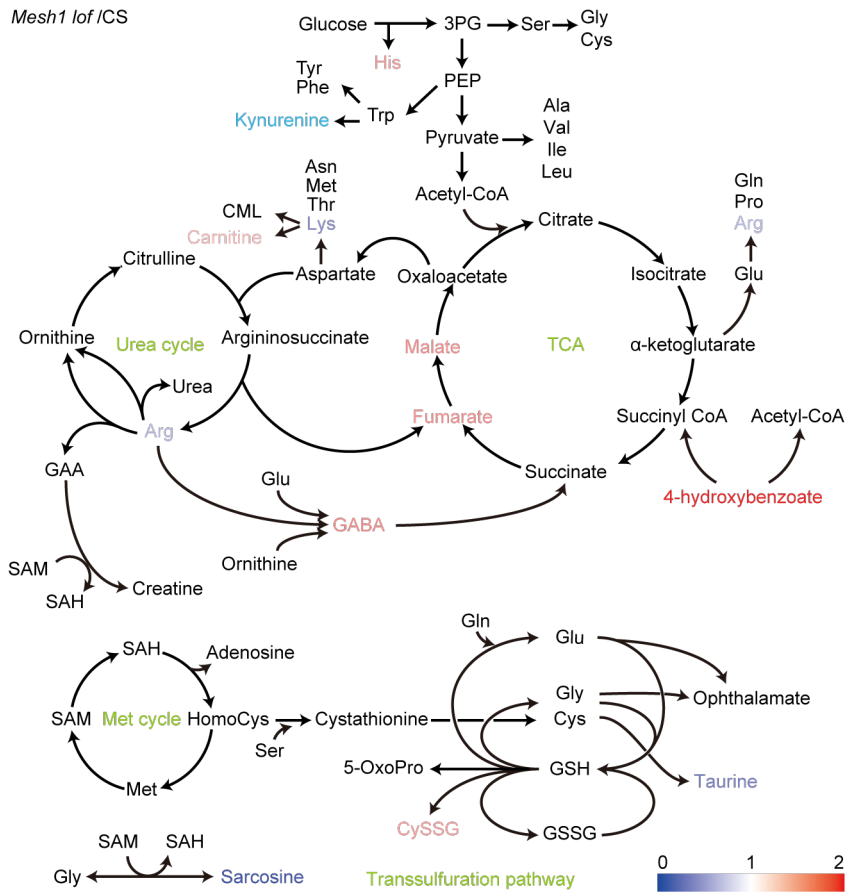 Mesh1 lof /CS
Glucose
3PG
Ser
Gly
Cys
His
Tyr
Phe
PEP
Kynurenine
Trp
Pyruvate
Ala
Val
Ile
Leu
Asn
Met
Thr
Lys
Acetyl-CoA
Gln
Pro
Arg
CML
Carnitine
Citrate
Citrulline
Aspartate
Oxaloacetate
Isocitrate
Glu
Ornithine
Urea cycle
Argininosuccinate
Malate
TCA
α-ketoglutarate
Urea
Arg
Fumarate
Succinyl CoA
Acetyl-CoA
GAA
Glu
Succinate
GABA
4-hydroxybenzoate
Ornithine
SAM
SAH
Creatine
Gln
Glu
SAH
Adenosine
SAM
Met cycle
HomoCys
Cystathionine
Gly
Cys
Ophthalamate
Ser
Met
5-OxoPro
GSH
Taurine
CySSG
GSSG
SAM
SAH
Gly
Sarcosine
Transsulfuration pathway
0
1
2